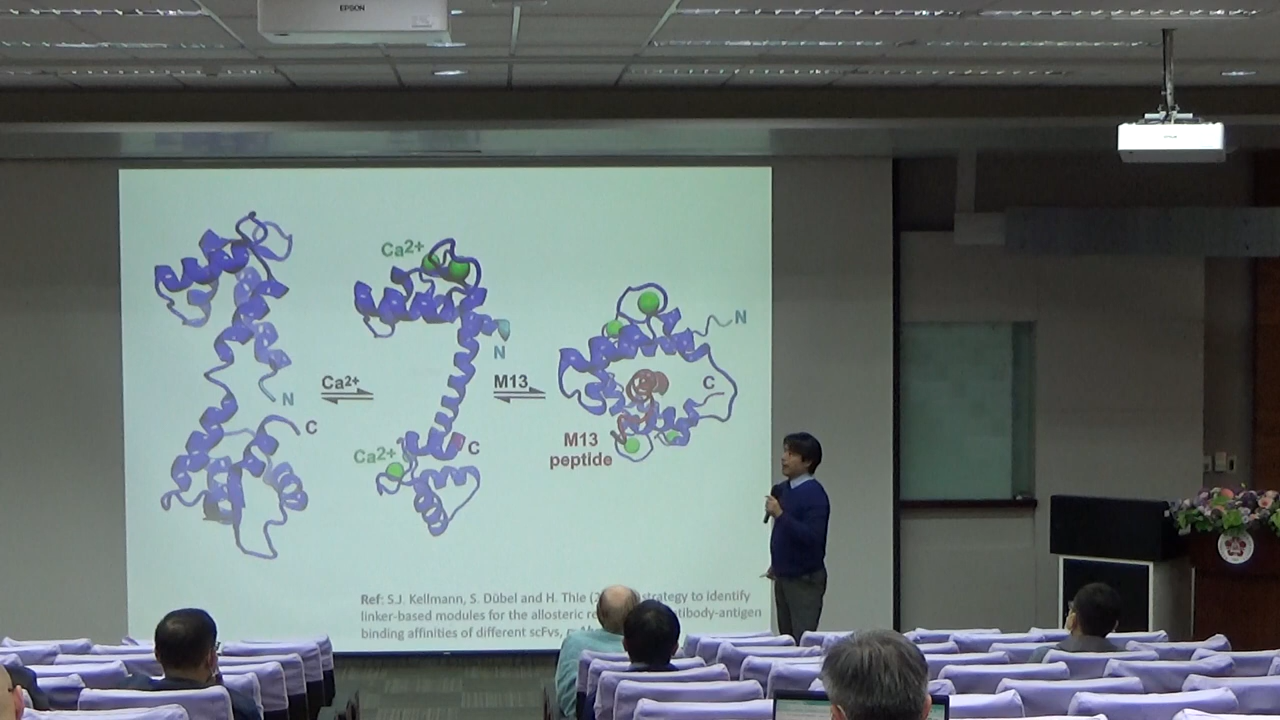 EPSON
Ca2+
N
C
Ca2+
N
Ca2+
C
M13
N
C
M13
peptide
Ref: S.J. Kellmann, S. Dübel and H. Thie strategy to identify
linker-based modules for the allosteric antibody-antigen
binding affinities of different scFvs,